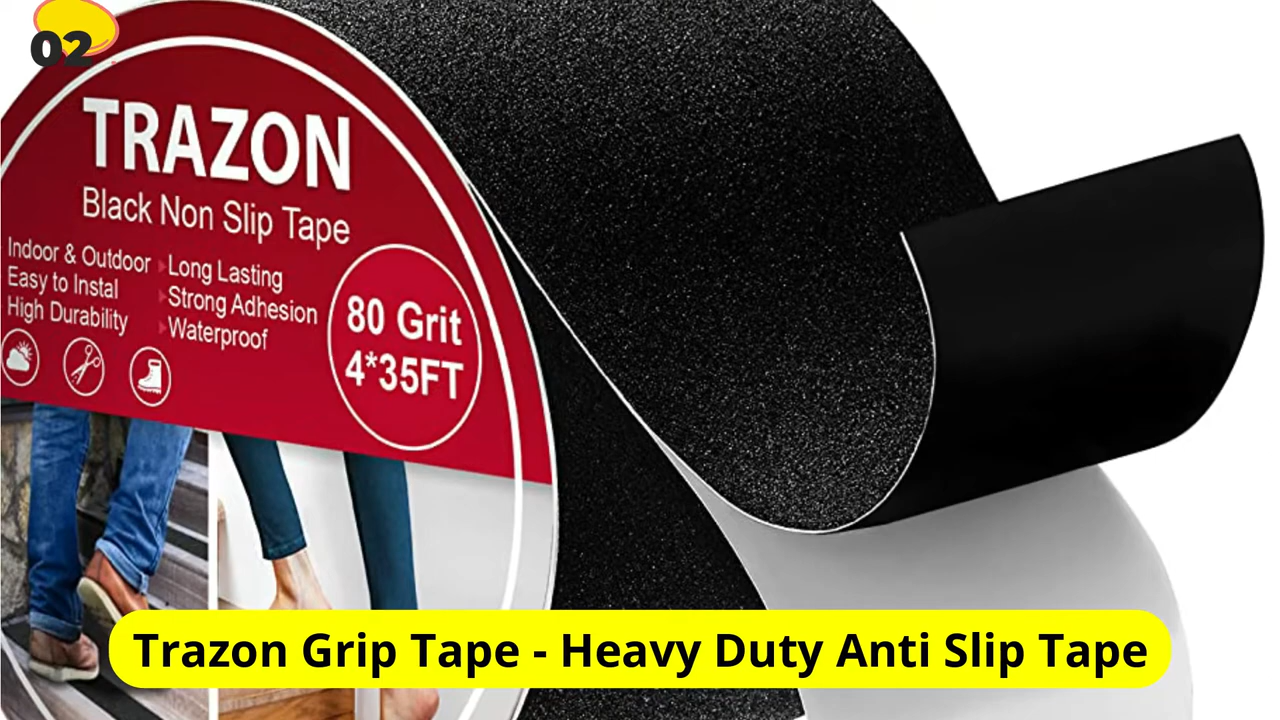 02
TRAZON
Black Non Slip Tape
Indoor & Outdoor
Easy to Instal
High Durability
Long Lasting
Strong Adhesion
Waterproof
80 Grit
4*35FT
Trazon Grip Tape - Heavy Duty Anti Slip Tape